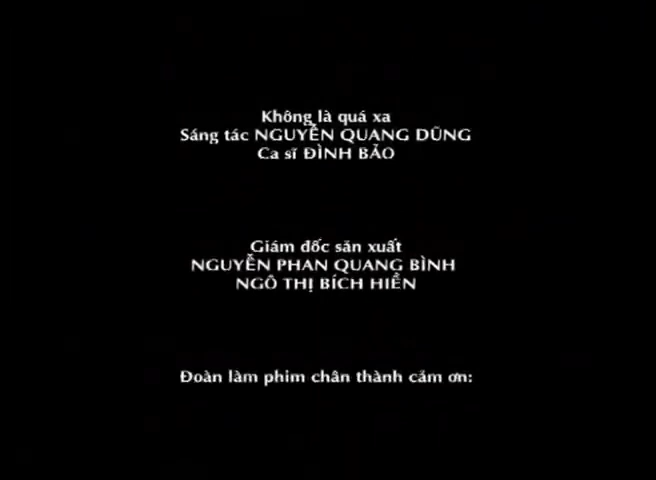 Không là quá xa
Sáng tác NGUYỄN QUANG DŨNG
Ca sĩ ĐÌNH BẢO
Giám đốc sản xuất
NGUYỄN PHAN QUANG BÌNH
NGÔ THỊ BÍCH HIỀN
Đoàn làm phim chân thành cảm ơn: